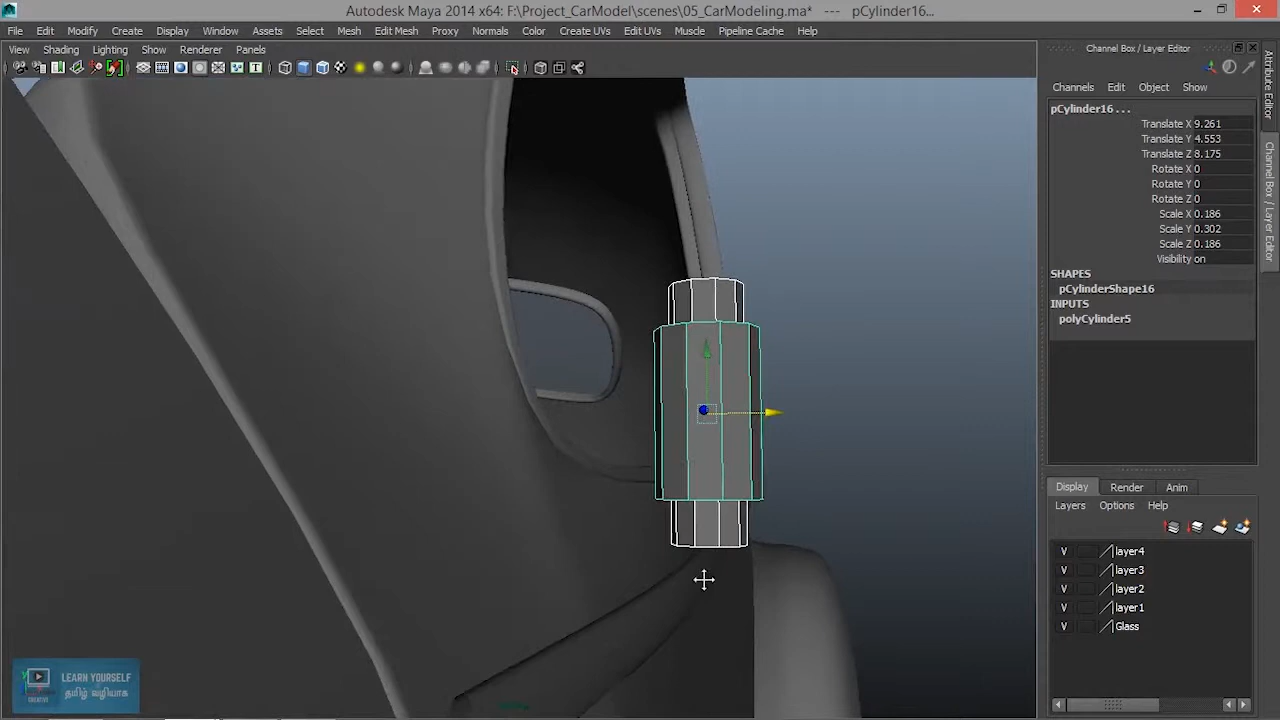 Autodesk Maya 2014 x64: F:\Project_CarModel\scenes\05_CarModeling.ma* --- pCylinder16...
File Edit Modify Create Display Window Assets Select Mesh Edit Mesh Proxy Normals Color Create UVs Edit UVs Muscle Pipeline Cache Help
View Shading Lighting Show Renderer Panels
Channel Box / Layer Editor
Channels Edit Object Show
pCylinder16 ...
Translate X 9.261
Translate Y 4.553
Translate Z 8.175
Rotate X 0
Rotate Y 0
Rotate Z 0
Scale X 0.186
Scale Y 0.302
Scale Z 0.186
Visibility on
SHAPES
pCylinderShape16
INPUTS
polyCylinder5
Attribute Editor
Channel Box / Layer Editor
Display Render Anim
Layers Options Help
V layer4
V layer3
V layer2
V layer1
V Glass
LEARN YOURSELF
தமிழ் வழியாக
CREATIVE